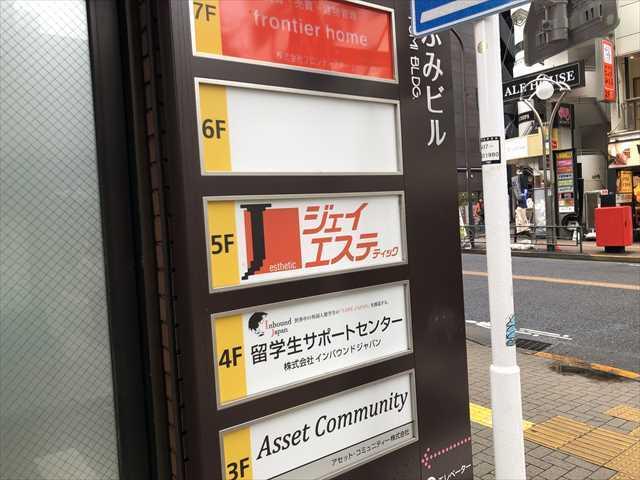 7F
frontier home
6F
5F
esthetic
ジェイ
エステティック
4F
Inbound
Japan
留学生サポートセンター
株式会社 インバウンドジャパン
3F
Asset Community
アセット・コミュニティー株式会社
エレベーター
ふみビル
UMI BLDG.
ALE HOUSE